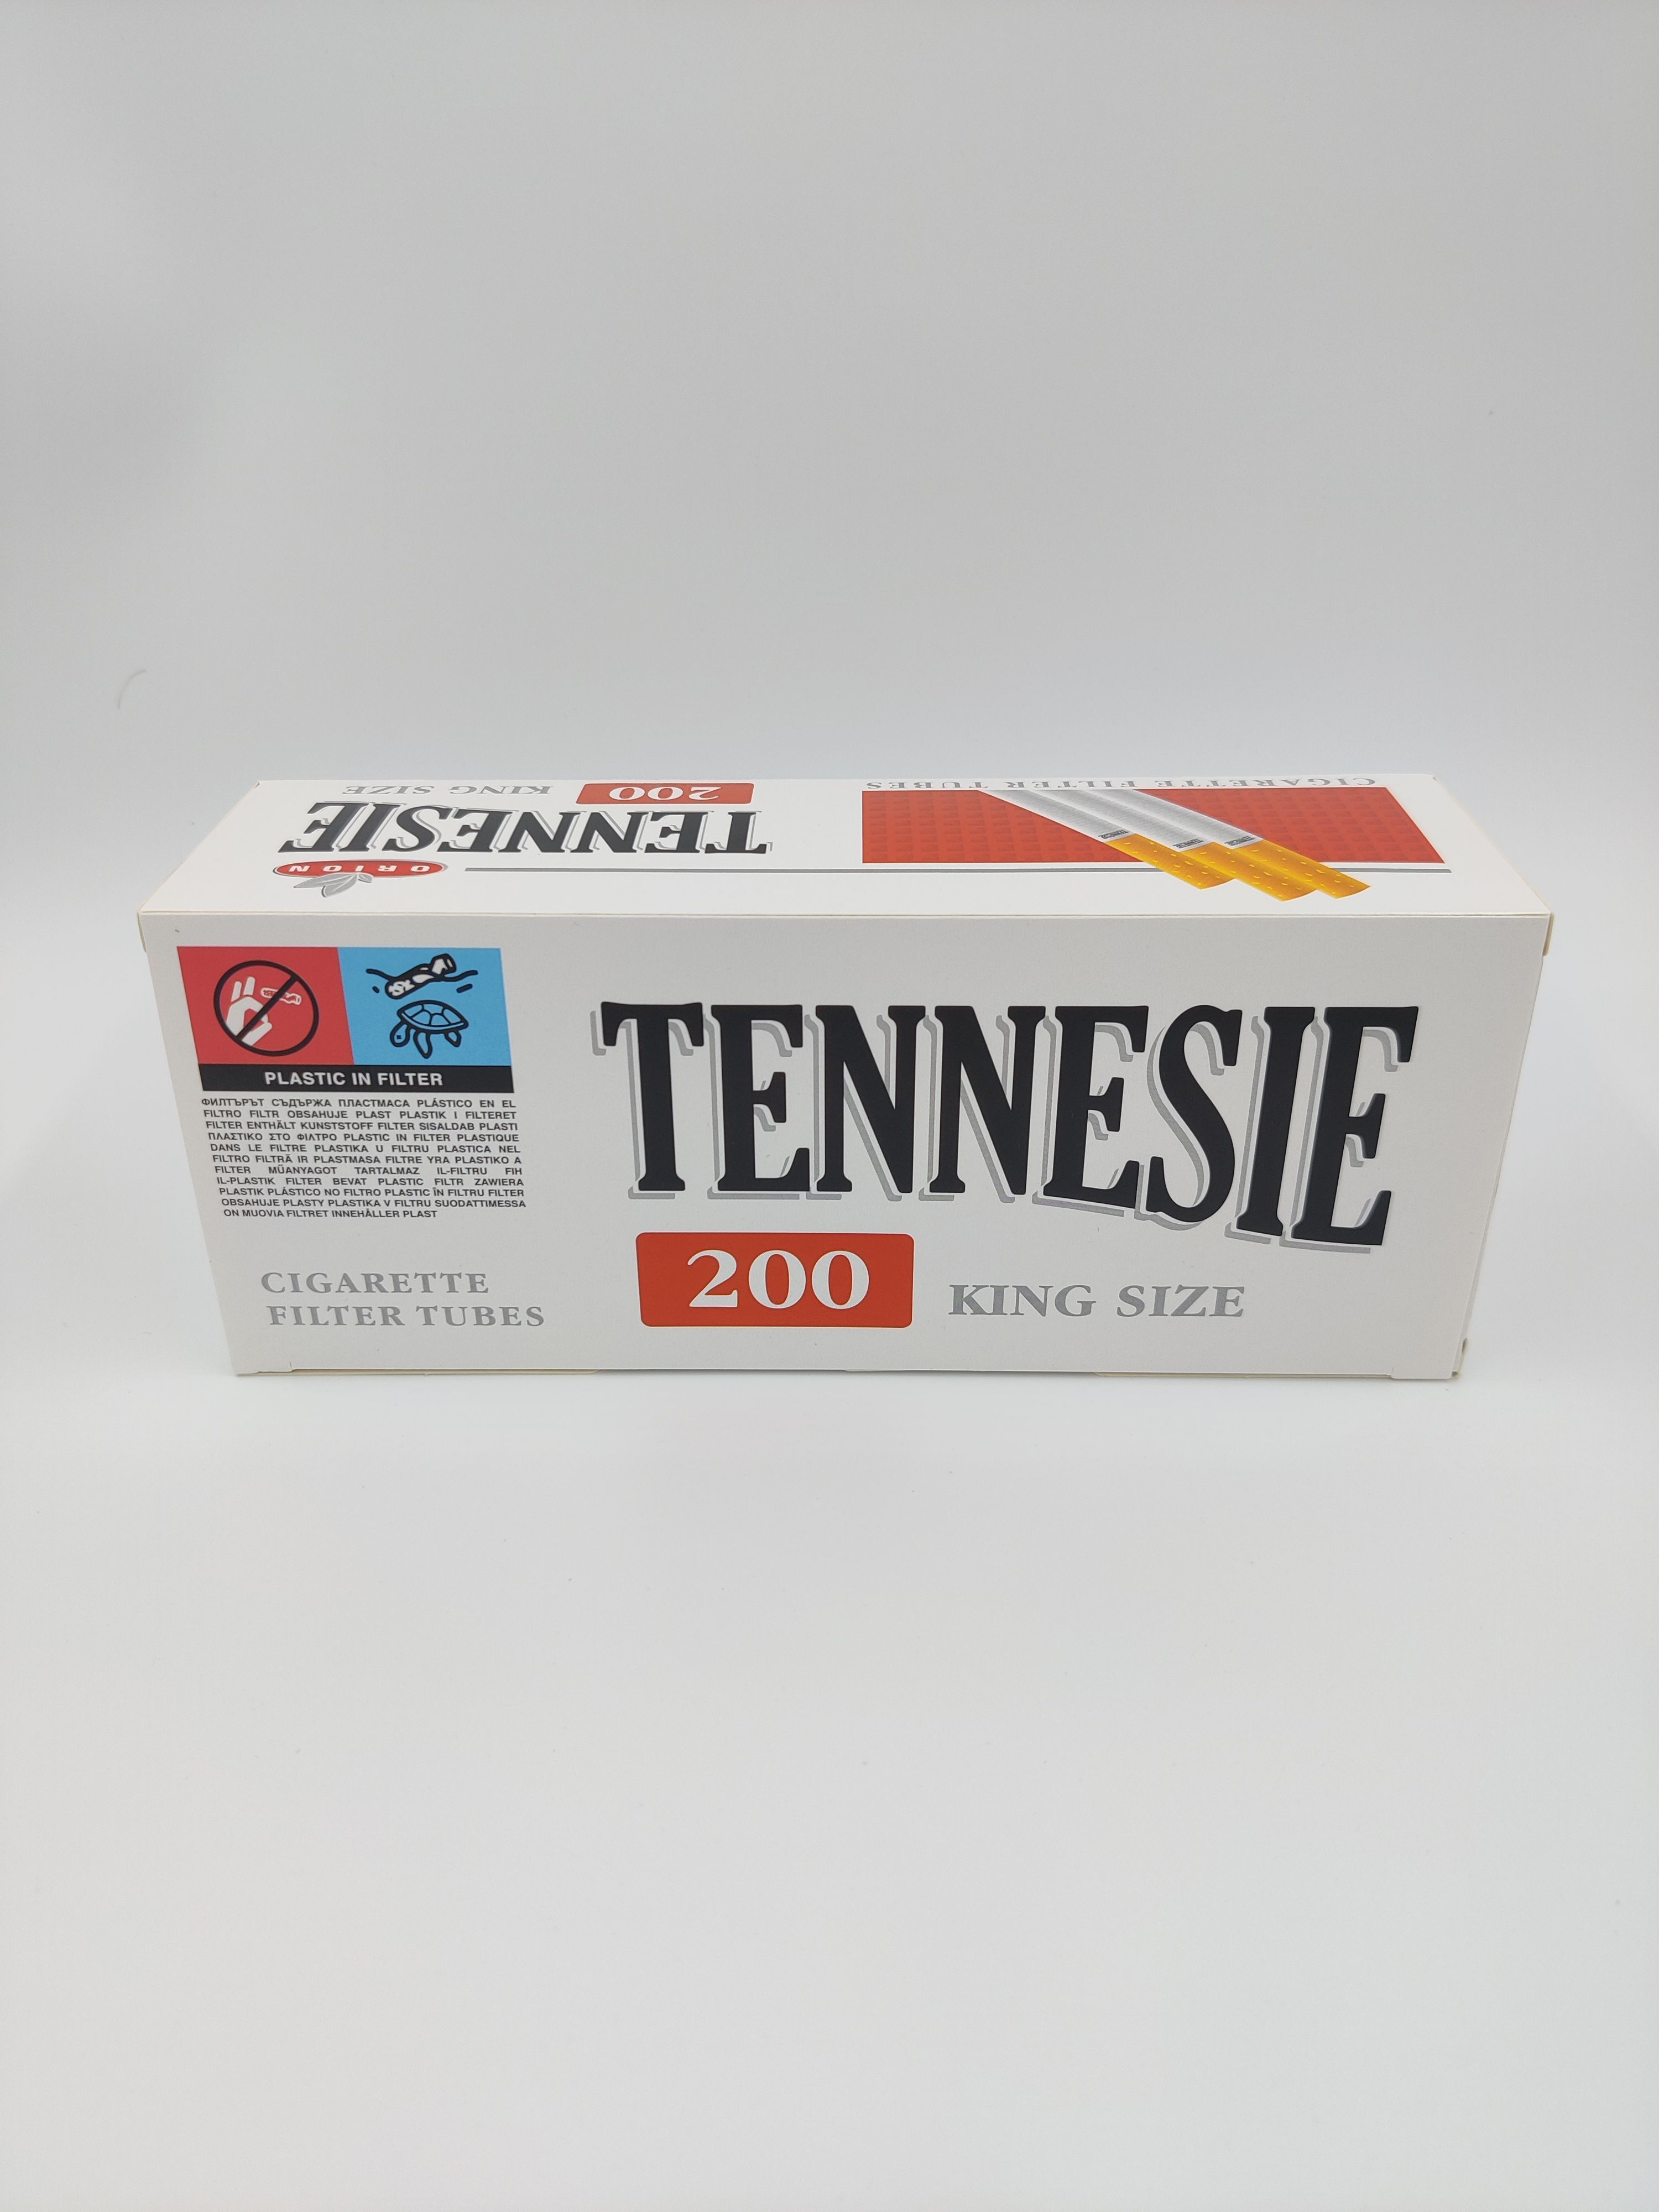 CIGARETTE FILTER TUBES
200 KING SIZE
TENNESIE
ORION
TENNESIE
TENNESIE
TENNESIE
PLASTIC IN FILTER
ФИЛТЪРЪТ СЪДЪРЖА ПЛАСТМАСА PLÁSTICO EN EL
FILTRO FILTR OBSAHUJE PLAST PLASTIK I FILTERET
FILTER ENTHÄLT KUNSTSTOFF FILTER SISALDAB PLASTI
ΠΛΑΣΤΙΚΟ ΣΤΟ ΦΙΛΤΡΟ PLASTIC IN FILTER PLASTIQUE
DANS LE FILTRE PLASTIKA U FILTRU PLASTICA NEL
FILTRO FILTRĀ IR PLASTMASA FILTRE YRA PLASTIKO A
FILTER MŰANYAGOT TARTALMAZ IL-FILTRU FIH
IL-PLASTIK FILTER BEVAT PLASTIC FILTR ZAWIERA
PLASTIK PLÁSTICO NO FILTRO PLASTIC ÎN FILTRU FILTER
OBSAHUJE PLASTY PLASTIKA V FILTRU SUODATTIMESSA
ON MUOVIA FILTRET INNEHÅLLER PLAST
TENNESIE
CIGARETTE
FILTER TUBES
200 KING SIZE